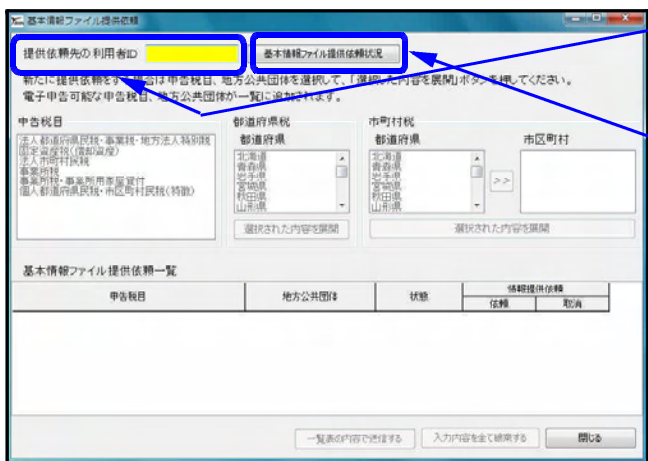 基本情報ファイル提供依頼
提供依頼先の利用者ID
基本情報ファイル提供依頼状況
新たに提供依頼をする場合は申告税目、地方公共団体を選択して、「選択した内容を展開」ボタンを押してください。
電子申告可能な申告税目、地方公共団体が一覧に追加されます。
申告税目
都道府県税
市町村税
法人都道府県民税・事業税・地方法人特別税
固定資産税(償却資産)
法人市町村民税
事業所税
事業所税・事業所用家屋貸付
個人都道府県民税・市区町村民税(特徴)
都道府県
北海道
青森県
岩手県
宮城県
秋田県
山形県
選択された内容を展開
都道府県
北海道
青森県
岩手県
宮城県
秋田県
山形県
>>
市区町村
選択された内容を展開
基本情報ファイル提供依頼一覧
申告税目
地方公共団体
状態
情報提供依頼
依頼
取消
一覧表の内容で送信する
入力内容を全て破棄する
閉じる